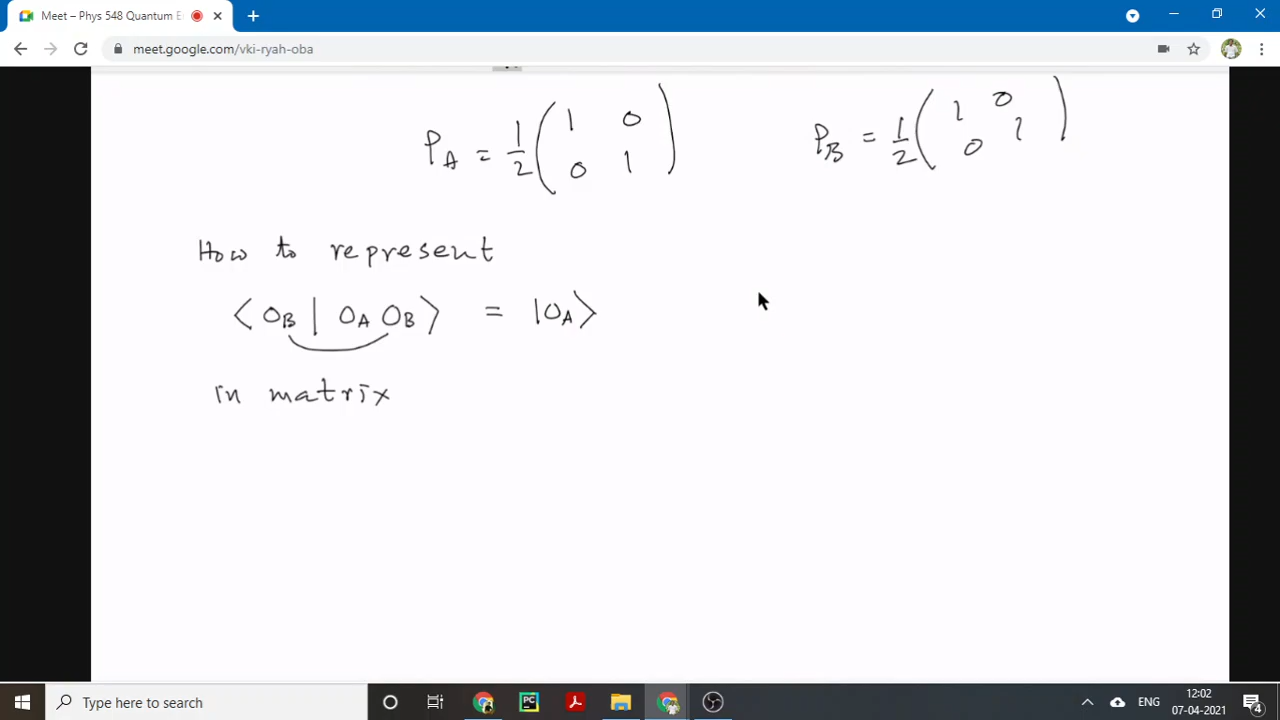 Meet – Phys 548 Quantum E
meet.google.com/vki-ryah-oba
ρA = 1/2 ( 1 0
0 1 )
ρB = 1/2 ( 1 0
0 1 )
How to represent
⟨0B | 0A 0B⟩ = |0A⟩
in matrix
Type here to search
ENG
12:02
07-04-2021
4